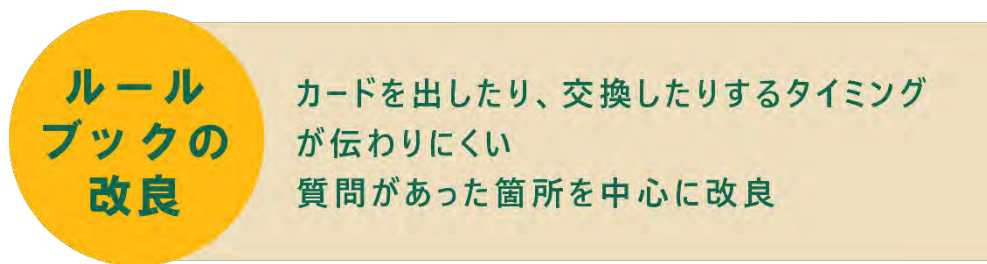 ルール
ブックの
改良
カードを出したり、交換したりするタイミング
が伝わりにくい
質問があった箇所を中心に改良